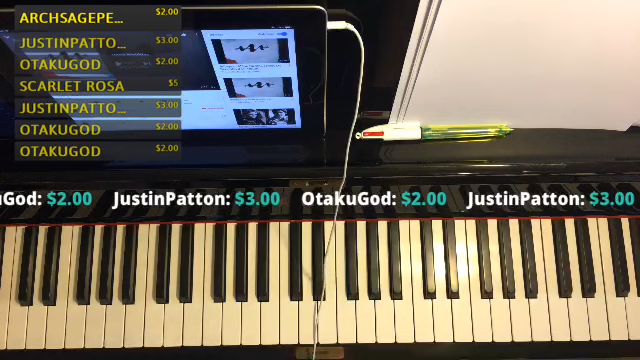 ARCHSAGEPE... $2.00
JUSTINPATTO... $3.00
OTAKUGOD $2.00
SCARLET ROSA $5
JUSTINPATTO... $3.00
OTAKUGOD $2.00
OTAKUGOD $2.00
God: $2.00 JustinPatton: $3.00 OtakuGod: $2.00 JustinPatton: $3.00